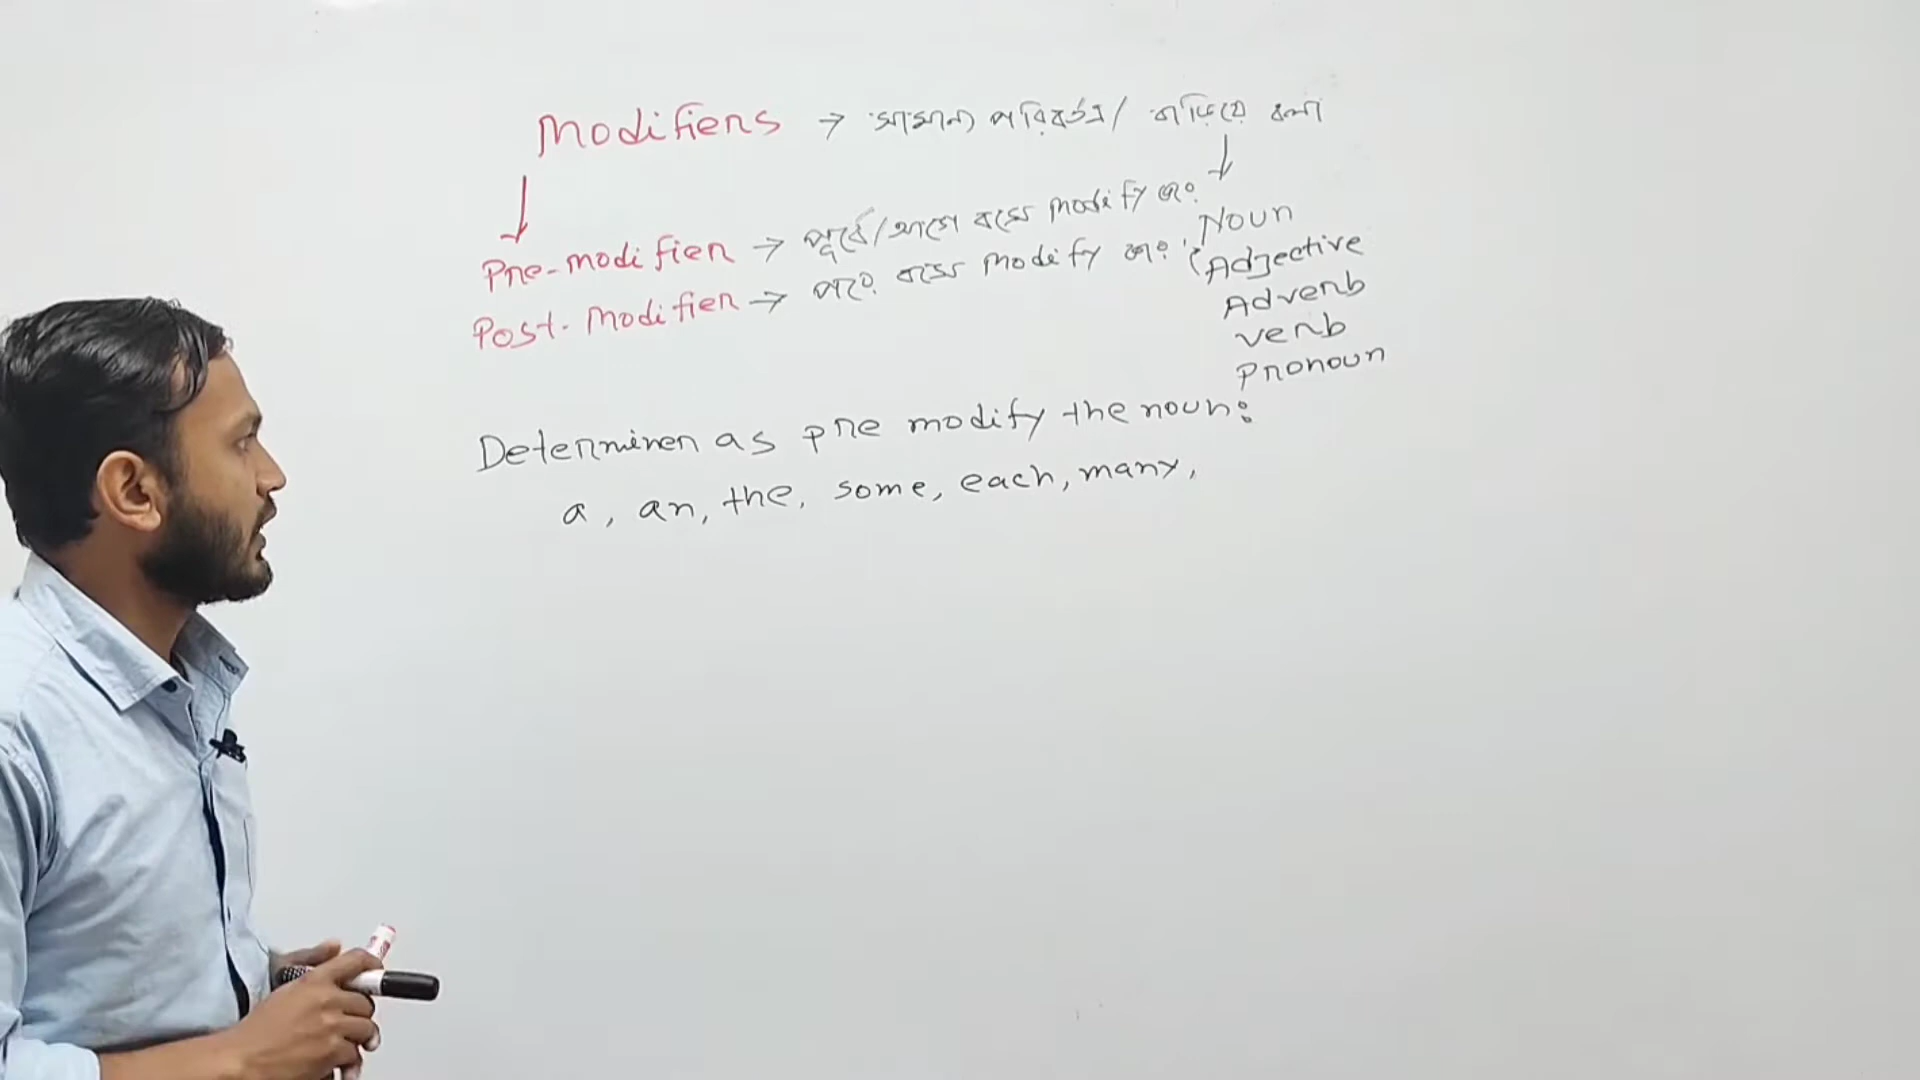 Modifiers → সামান্য পরিবর্তন / বাড়িয়ে বলা
↓ ↓
Pre-modifier → পূর্বে/আগে বসে modify করে
Post-Modifier → পরে বসে modify করে
Noun
Adjective
Adverb
verb
Pronoun
Determiner as pre modify the noun:
a, an, the, some, each, many,